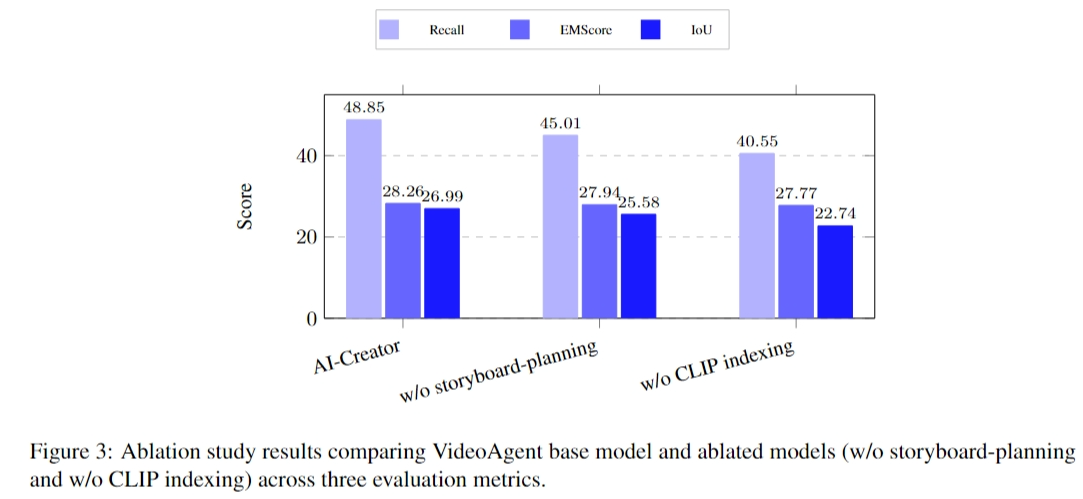 Recall EMScore IoU
48.85
45.01
40.55
40
28.26 26.99
27.94 25.58
27.77 22.74
Score
20
0
AI-Creator
w/o storyboard-planning
w/o CLIP indexing
Figure 3: Ablation study results comparing VideoAgent base model and ablated models (w/o storyboard-planning
and w/o CLIP indexing) across three evaluation metrics.